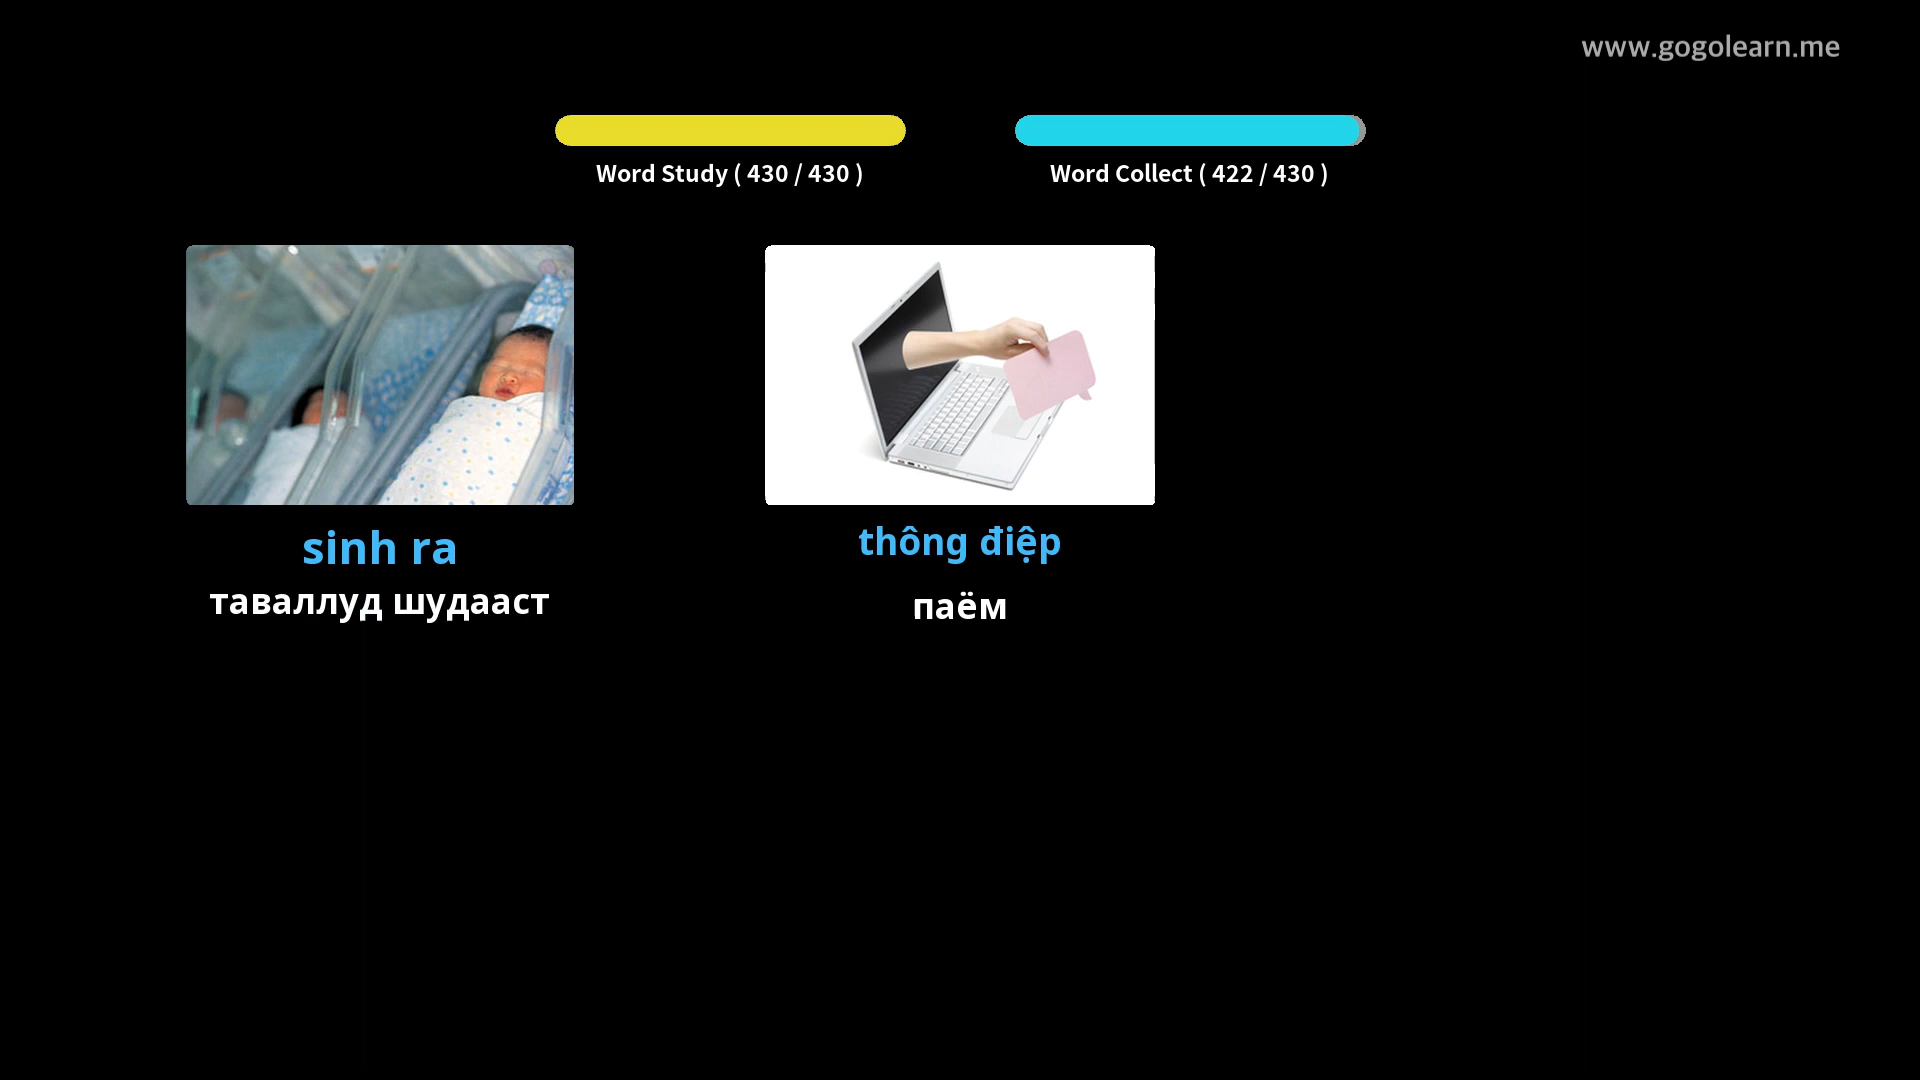 www.gogolearn.me
Word Study ( 430 / 430 )
Word Collect ( 422 / 430 )
sinh ra
таваллуд шудааст
thông điệp
паём